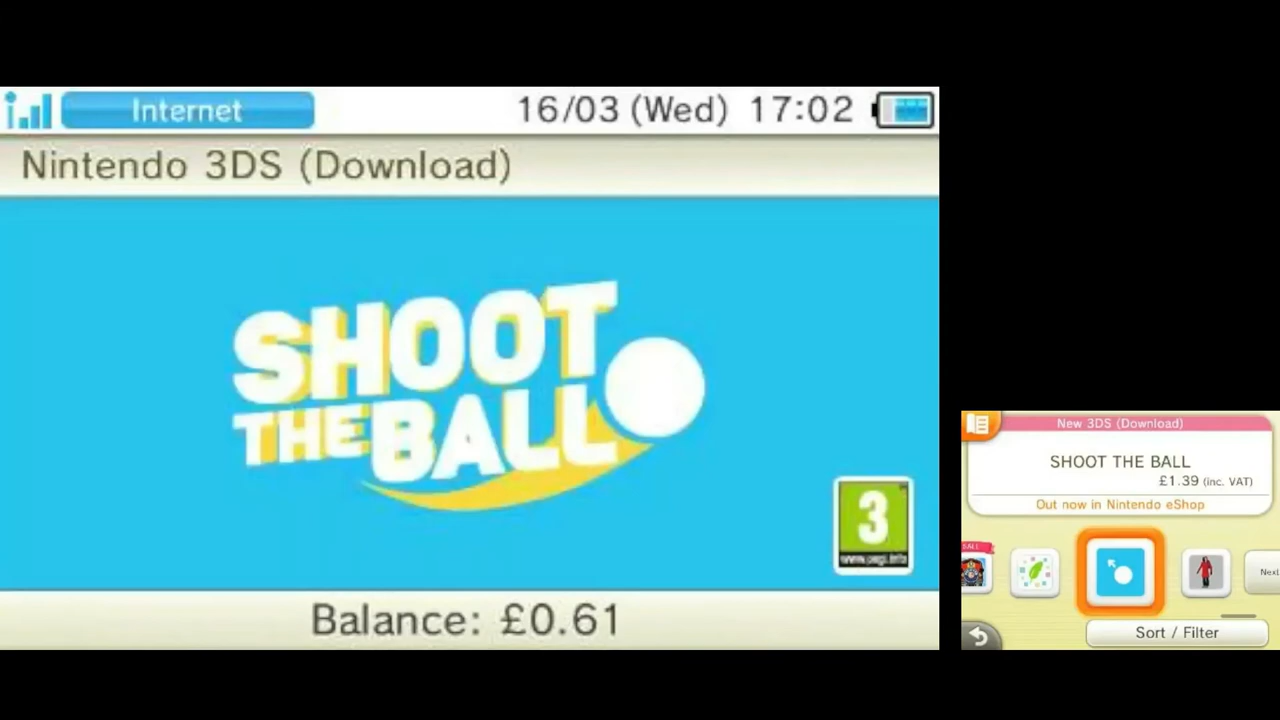 Internet
16/03 (Wed) 17:02
Nintendo 3DS (Download)
SHOOT
THE BALL
3
www.pegi.info
Balance: £0.61
New 3DS (Download)
SHOOT THE BALL
£1.39 (inc. VAT)
Out now in Nintendo eShop
Next
Sort / Filter